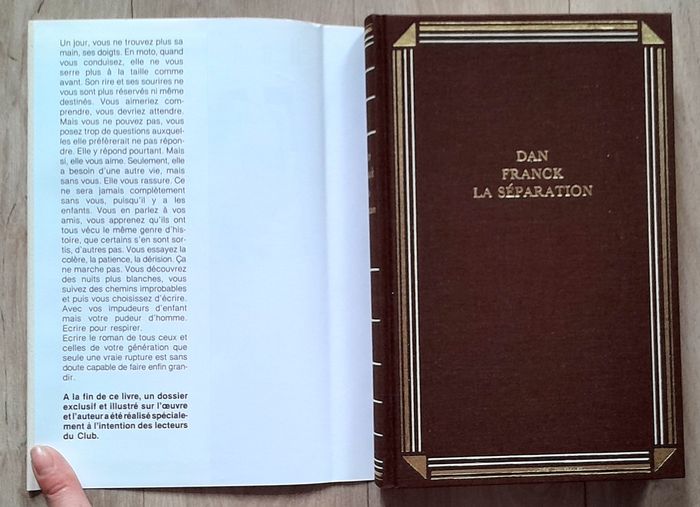 Un jour, vous ne trouvez plus sa
main, ses doigts. En moto, quand
vous conduisez, elle ne vous
serre plus à la taille comme
avant. Son rire et ses sourires ne
vous sont plus réservés ni même
destinés. Vous aimeriez com-
prendre, vous devriez attendre.
Mais vous ne pouvez pas, vous
posez trop de questions auxquel-
les elle préfèrerait ne pas répon-
dre. Elle y répond pourtant. Mais
si, elle vous aime. Seulement, elle
a besoin d'une autre vie, mais
sans vous. Elle vous rassure. Ce
ne sera jamais complètement
sans vous, puisqu'il y a les
enfants. Vous en parlez à vos
amis, vous apprenez qu'ils ont
tous vécu le même genre d'his-
toire, que certains s'en sont sor-
tis, d'autres pas. Vous essayez la
colère, la patience, la dérision. Ça
ne marche pas. Vous découvrez
des nuits plus blanches, vous
suivez des chemins improbables
et puis vous choisissez d'écrire.
Avec vos impudeurs d'enfant
mais votre pudeur d'homme.
Ecrire pour respirer.
Ecrire le roman de tous ceux et
celles de votre génération que
seule une vraie rupture est sans
doute capable de faire enfin gran-
dir.
A la fin de ce livre, un dossier
exclusif et illustré sur l'œuvre
et l'auteur a été réalisé spéciale-
ment à l'intention des lecteurs
du Club.
DAN
FRANCK
LA SÉPARATION